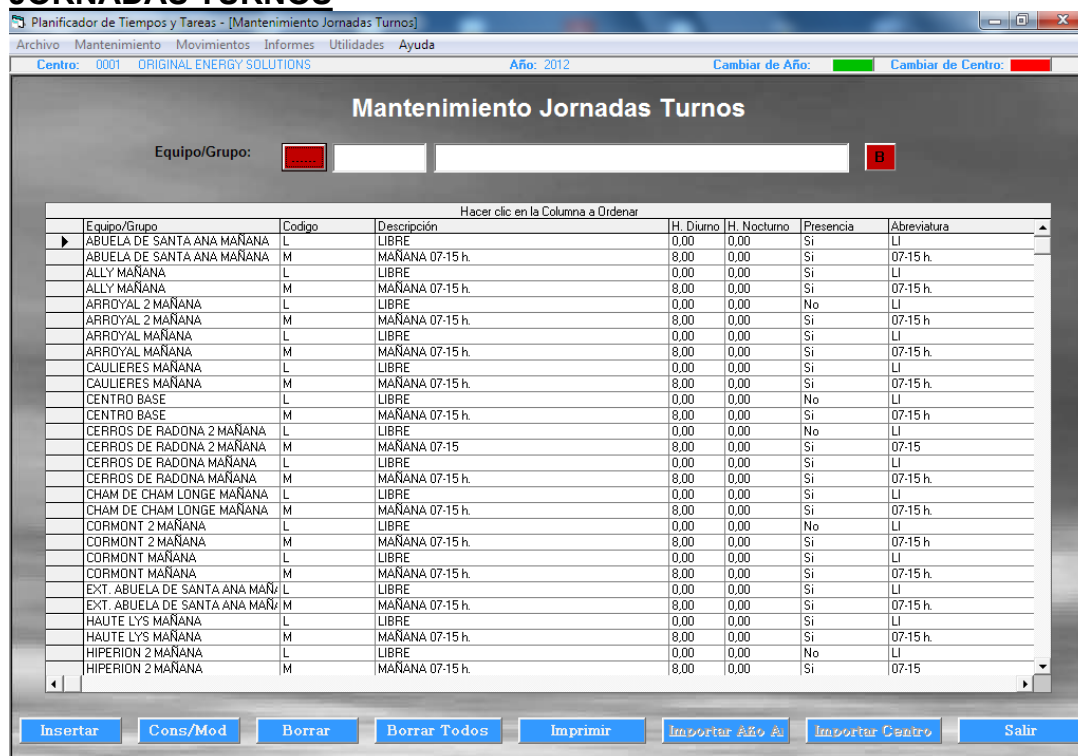 JORNADAS TURNOS
Planificador de Tiempos y Tareas - [Mantenimiento Jornadas Turnos]
Archivo Mantenimiento Movimientos Informes Utilidades Ayuda
Centro: 0001 ORIGINAL ENERGY SOLUTIONS Año: 2012 Cambiar de Año: Cambiar de Centro:
Mantenimiento Jornadas Turnos
Equipo/Grupo: ...... B
Hacer clic en la Columna a Ordenar
Equipo/Grupo Codigo Descripción H. Diurno H. Nocturno Presencia Abreviatura
ABUELA DE SANTA ANA MAÑANA L LIBRE 0,00 0,00 Si LI
ABUELA DE SANTA ANA MAÑANA M MAÑANA 07-15 h. 8,00 0,00 Si 07-15 h.
ALLY MAÑANA L LIBRE 0,00 0,00 Si LI
ALLY MAÑANA M MAÑANA 07-15 h. 8,00 0,00 Si 07-15 h.
ARROYAL 2 MAÑANA L LIBRE 0,00 0,00 No LI
ARROYAL 2 MAÑANA M MAÑANA 07-15 h. 8,00 0,00 Si 07-15 h
ARROYAL MAÑANA L LIBRE 0,00 0,00 Si LI
ARROYAL MAÑANA M MAÑANA 07-15 h. 8,00 0,00 Si 07-15 h.
CAULIERES MAÑANA L LIBRE 0,00 0,00 Si LI
CAULIERES MAÑANA M MAÑANA 07-15 h. 8,00 0,00 Si 07-15 h.
CENTRO BASE L LIBRE 0,00 0,00 No LI
CENTRO BASE M MAÑANA 07-15 h. 8,00 0,00 Si 07-15 h
CERROS DE RADONA 2 MAÑANA L LIBRE 0,00 0,00 No LI
CERROS DE RADONA 2 MAÑANA M MAÑANA 07-15 8,00 0,00 Si 07-15
CERROS DE RADONA MAÑANA L LIBRE 0,00 0,00 Si LI
CERROS DE RADONA MAÑANA M MAÑANA 07-15 h. 8,00 0,00 Si 07-15 h.
CHAM DE CHAM LONGE MAÑANA L LIBRE 0,00 0,00 Si LI
CHAM DE CHAM LONGE MAÑANA M MAÑANA 07-15 h. 8,00 0,00 Si 07-15 h.
CORMONT 2 MAÑANA L LIBRE 0,00 0,00 No LI
CORMONT 2 MAÑANA M MAÑANA 07-15 h. 8,00 0,00 Si 07-15 h
CORMONT MAÑANA L LIBRE 0,00 0,00 Si LI
CORMONT MAÑANA M MAÑANA 07-15 h. 8,00 0,00 Si 07-15 h.
EXT. ABUELA DE SANTA ANA MAÑA L LIBRE 0,00 0,00 Si LI
EXT. ABUELA DE SANTA ANA MAÑA M MAÑANA 07-15 h. 8,00 0,00 Si 07-15 h.
HAUTE LYS MAÑANA L LIBRE 0,00 0,00 Si LI
HAUTE LYS MAÑANA M MAÑANA 07-15 h. 8,00 0,00 Si 07-15 h.
HIPERION 2 MAÑANA L LIBRE 0,00 0,00 No LI
HIPERION 2 MAÑANA M MAÑANA 07-15 h. 8,00 0,00 Si 07-15
Insertar Cons/Mod Borrar Borrar Todos Imprimir Importar Año A Importar Centro Salir